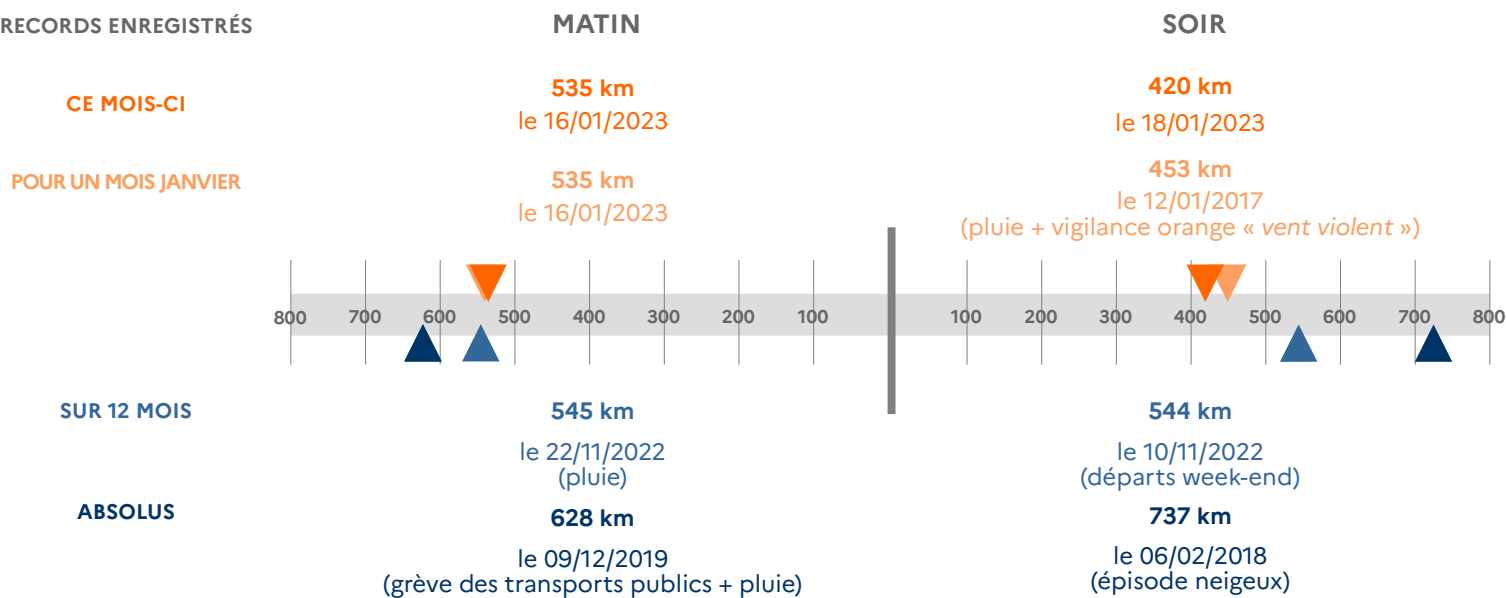 RECORDS ENREGISTRÉS
MATIN
SOIR
CE MOIS-CI
535 km
le 16/01/2023
420 km
le 18/01/2023
POUR UN MOIS JANVIER
535 km
le 16/01/2023
453 km
le 12/01/2017
(pluie + vigilance orange « vent violent »)
800 700 600 500 400 300 200 100 100 200 300 400 500 600 700 800
SUR 12 MOIS
545 km
le 22/11/2022
(pluie)
544 km
le 10/11/2022
(départs week-end)
ABSOLUS
628 km
le 09/12/2019
(grève des transports publics + pluie)
737 km
le 06/02/2018
(épisode neigeux)